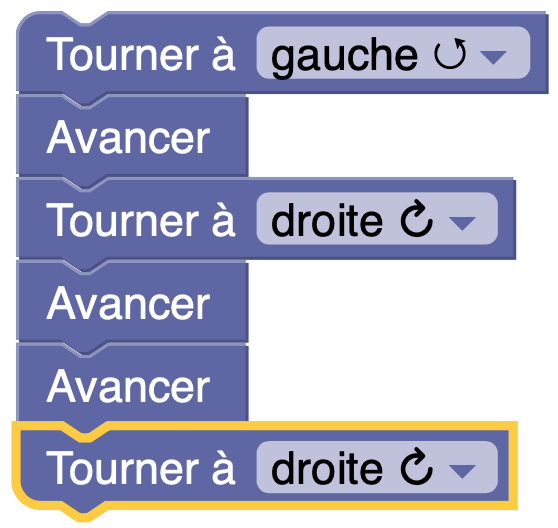 Tourner à gauche ↺
Avancer
Tourner à droite ↻
Avancer
Avancer
Tourner à droite ↻